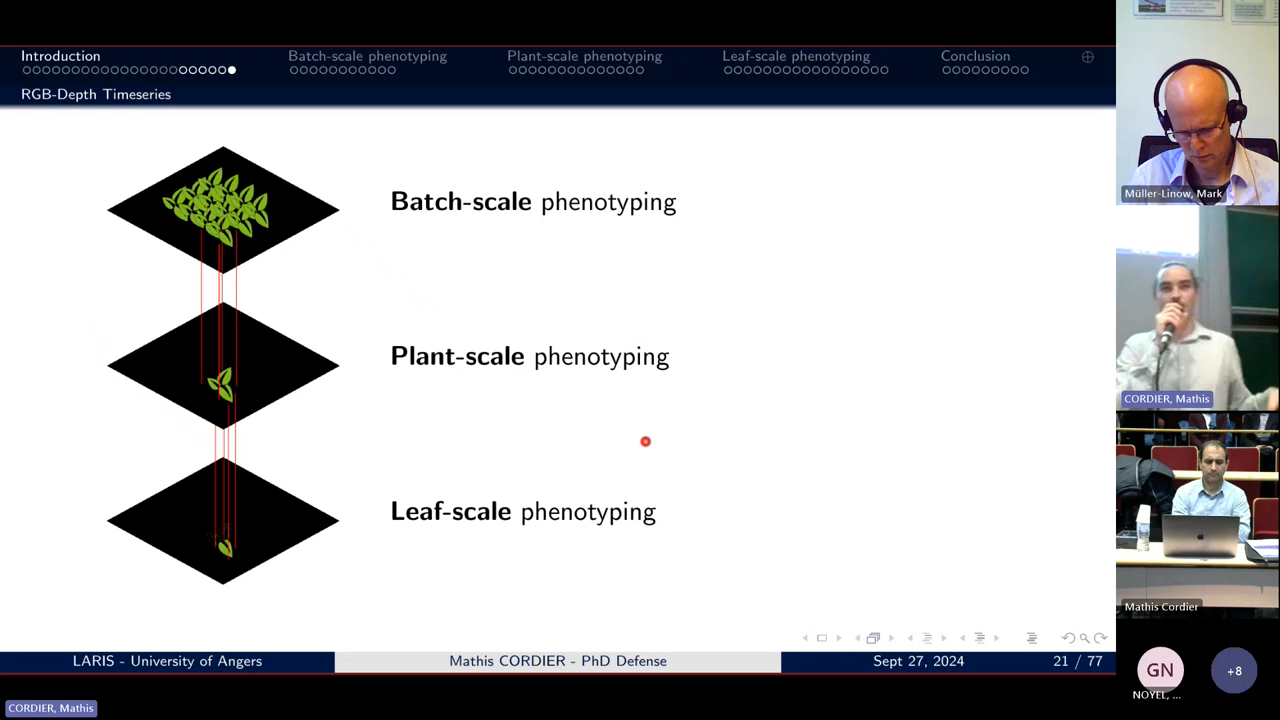 Introduction
Batch-scale phenotyping
Plant-scale phenotyping
Leaf-scale phenotyping
Conclusion
RGB-Depth Timeseries
Batch-scale phenotyping
Plant-scale phenotyping
Leaf-scale phenotyping
LARIS - University of Angers
Mathis CORDIER - PhD Defense
Sept 27, 2024
21 / 77
CORDIER, Mathis
Müller-Linow, Mark
CORDIER, Mathis
Mathis Cordier
GN
NOYEL, ...
+8